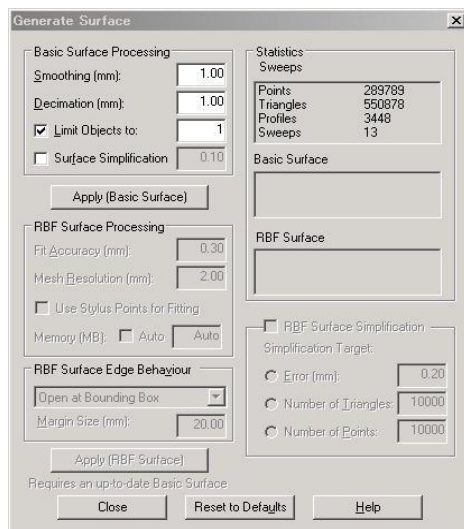 Generate Surface
Basic Surface Processing
Smoothing (mm): 1.00
Decimation (mm): 1.00
Limit Objects to: 1
Surface Simplification 0.10
Apply (Basic Surface)
RBF Surface Processing
Fit Accuracy (mm): 0.30
Mesh Resolution (mm): 2.00
Use Stylus Points for Fitting
Memory (MB): Auto Auto
RBF Surface Edge Behaviour
Open at Bounding Box
Margin Size (mm): 20.00
Apply (RBF Surface)
Requires an up-to-date Basic Surface
Statistics
Sweeps
Points 289789
Triangles 550878
Profiles 3448
Sweeps 13
Basic Surface
RBF Surface
RBF Surface Simplification
Simplification Target:
Error (mm): 0.20
Number of Triangles: 10000
Number of Points: 10000
Close Reset to Defaults Help